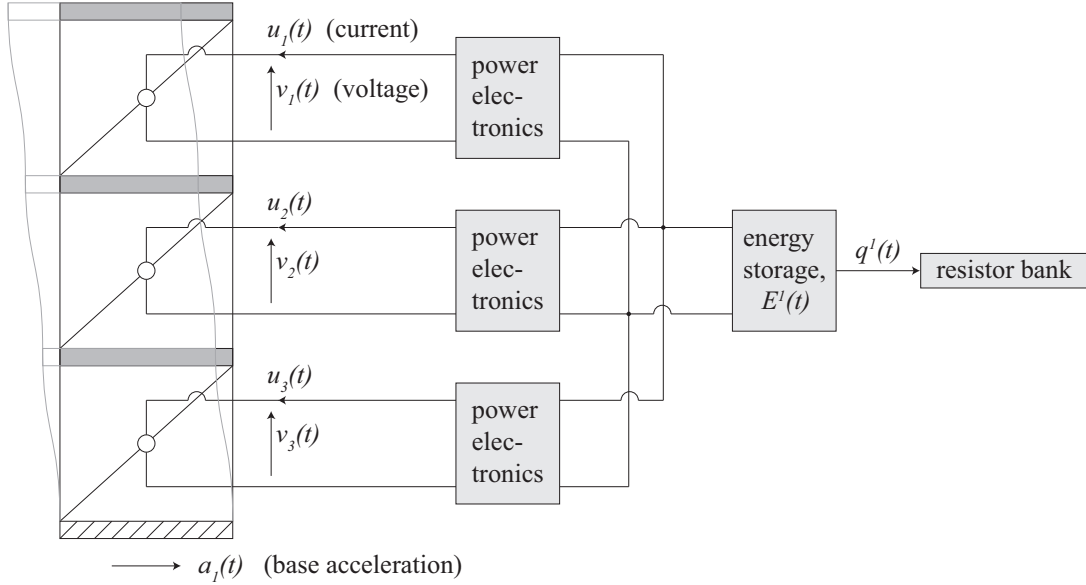 u1(t) (current)
v1(t) (voltage)
power
elec-
tronics
u2(t)
v2(t)
power
elec-
tronics
energy
storage,
E¹(t)
q¹(t)
resistor bank
u3(t)
v3(t)
power
elec-
tronics
a1(t) (base acceleration)